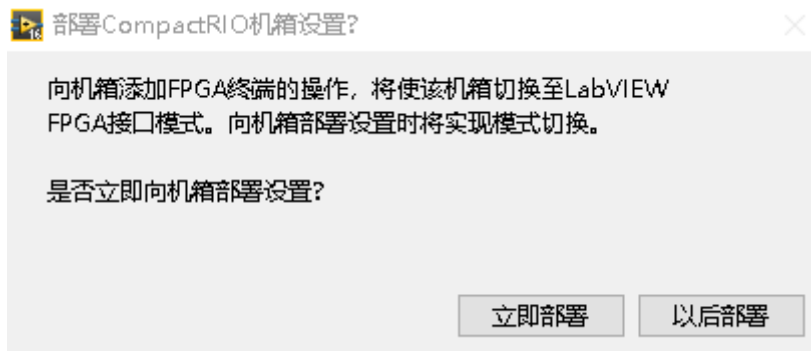 部署CompactRIO机箱设置?
向机箱添加FPGA终端的操作，将使该机箱切换至LabVIEW
FPGA接口模式。向机箱部署设置时将实现模式切换。
是否立即向机箱部署设置?
立即部署 以后部署